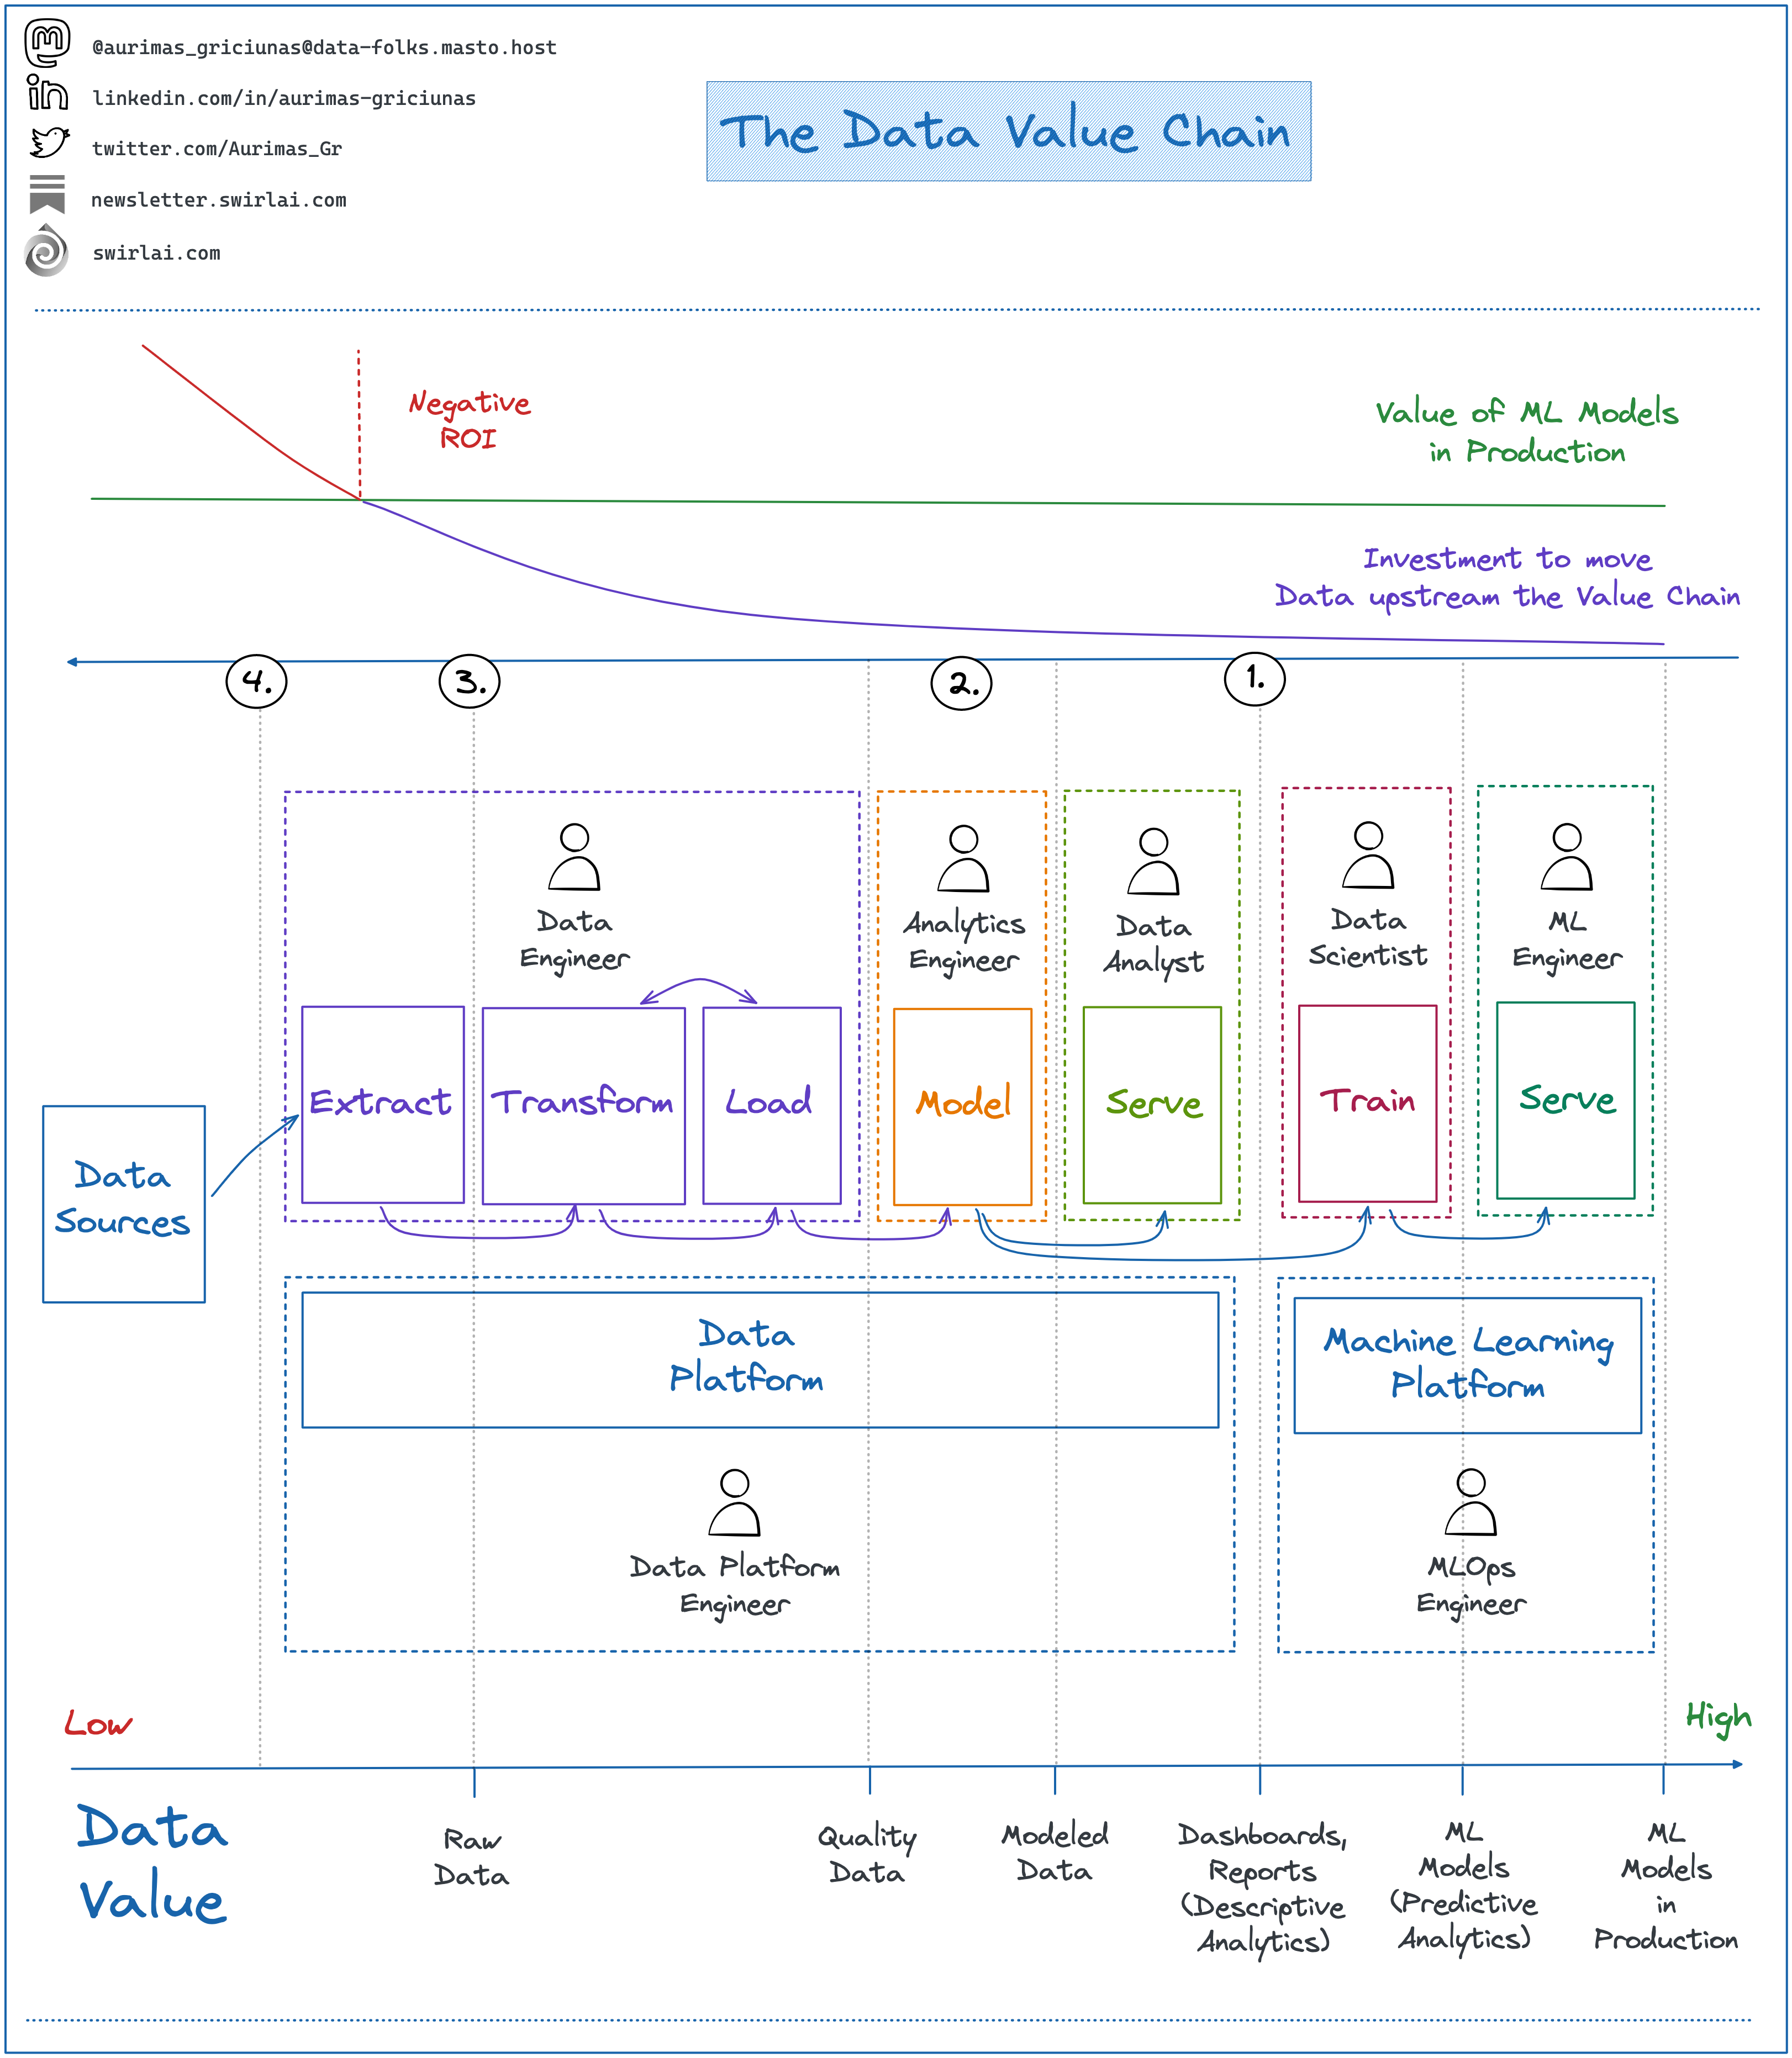 @aurimas_griciunas@data-folks.masto.host
linkedin.com/in/aurimas-griciunas
twitter.com/Aurimas_Gr
newsletter.swirlai.com
swirlai.com
The Data Value Chain
Negative
ROI
Value of ML Models
in Production
Investment to move
Data upstream the Value Chain
4.
3.
2.
1.
Data
Engineer
Analytics
Engineer
Data
Analyst
Data
Scientist
ML
Engineer
Data
Sources
Extract
Transform
Load
Model
Serve
Train
Serve
Data
Platform
Machine Learning
Platform
Data Platform
Engineer
MLOps
Engineer
Low
High
Data
Value
Raw
Data
Quality
Data
Modeled
Data
Dashboards,
Reports
(Descriptive
Analytics)
ML
Models
(Predictive
Analytics)
ML
Models
in
Production